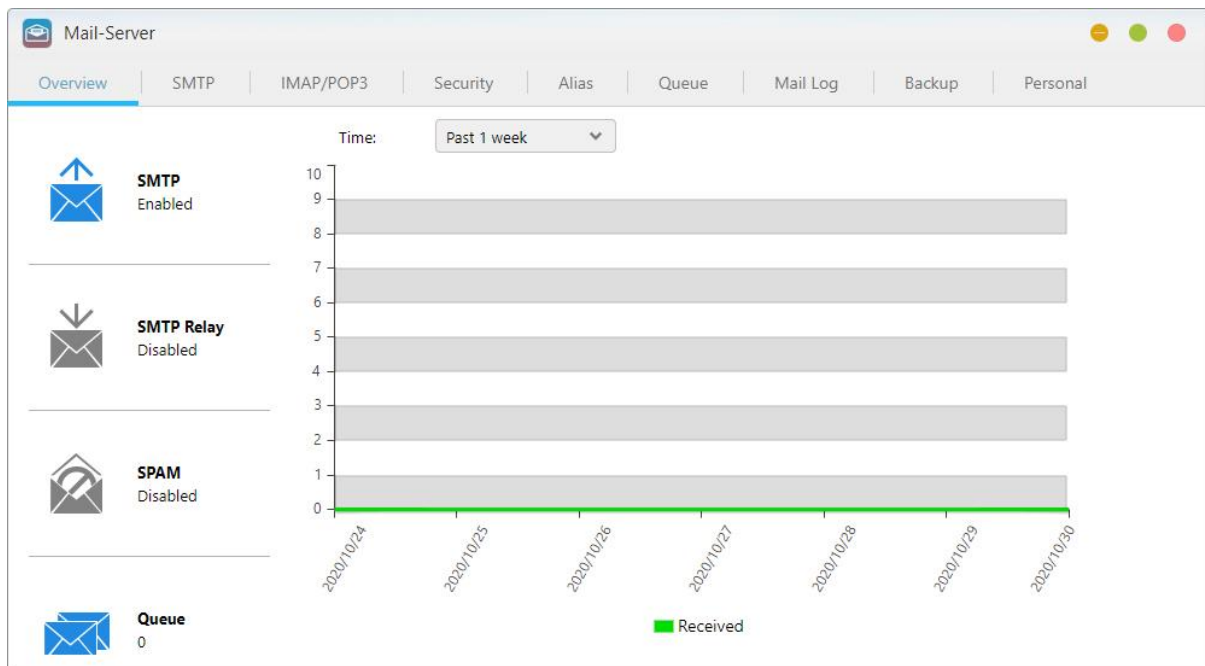 Mail-Server
Overview SMTP IMAP/POP3 Security Alias Queue Mail Log Backup Personal
Time: Past 1 week
SMTP
Enabled
SMTP Relay
Disabled
SPAM
Disabled
Queue
0
10
9
8
7
6
5
4
3
2
1
0
2020/10/24 2020/10/25 2020/10/26 2020/10/27 2020/10/28 2020/10/29 2020/10/30
Received